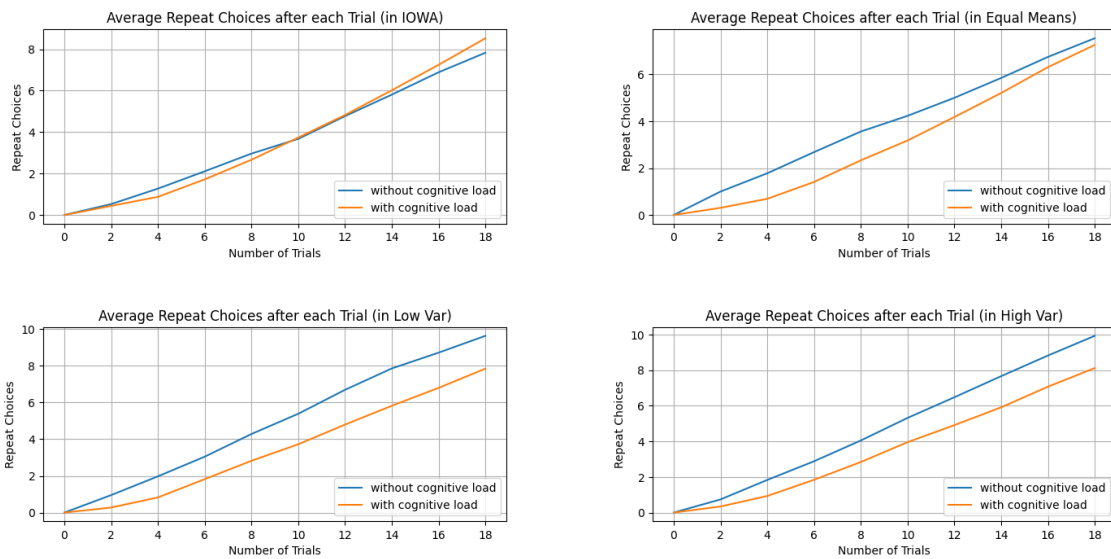 Average Repeat Choices after each Trial (in IOWA)
Repeat Choices
8
6
4
2
0
without cognitive load
with cognitive load
0 2 4 6 8 10 12 14 16 18
Number of Trials
Average Repeat Choices after each Trial (in Equal Means)
Repeat Choices
6
4
2
0
without cognitive load
with cognitive load
0 2 4 6 8 10 12 14 16 18
Number of Trials
Average Repeat Choices after each Trial (in Low Var)
Repeat Choices
10
8
6
4
2
0
without cognitive load
with cognitive load
0 2 4 6 8 10 12 14 16 18
Number of Trials
Average Repeat Choices after each Trial (in High Var)
Repeat Choices
10
8
6
4
2
0
without cognitive load
with cognitive load
0 2 4 6 8 10 12 14 16 18
Number of Trials